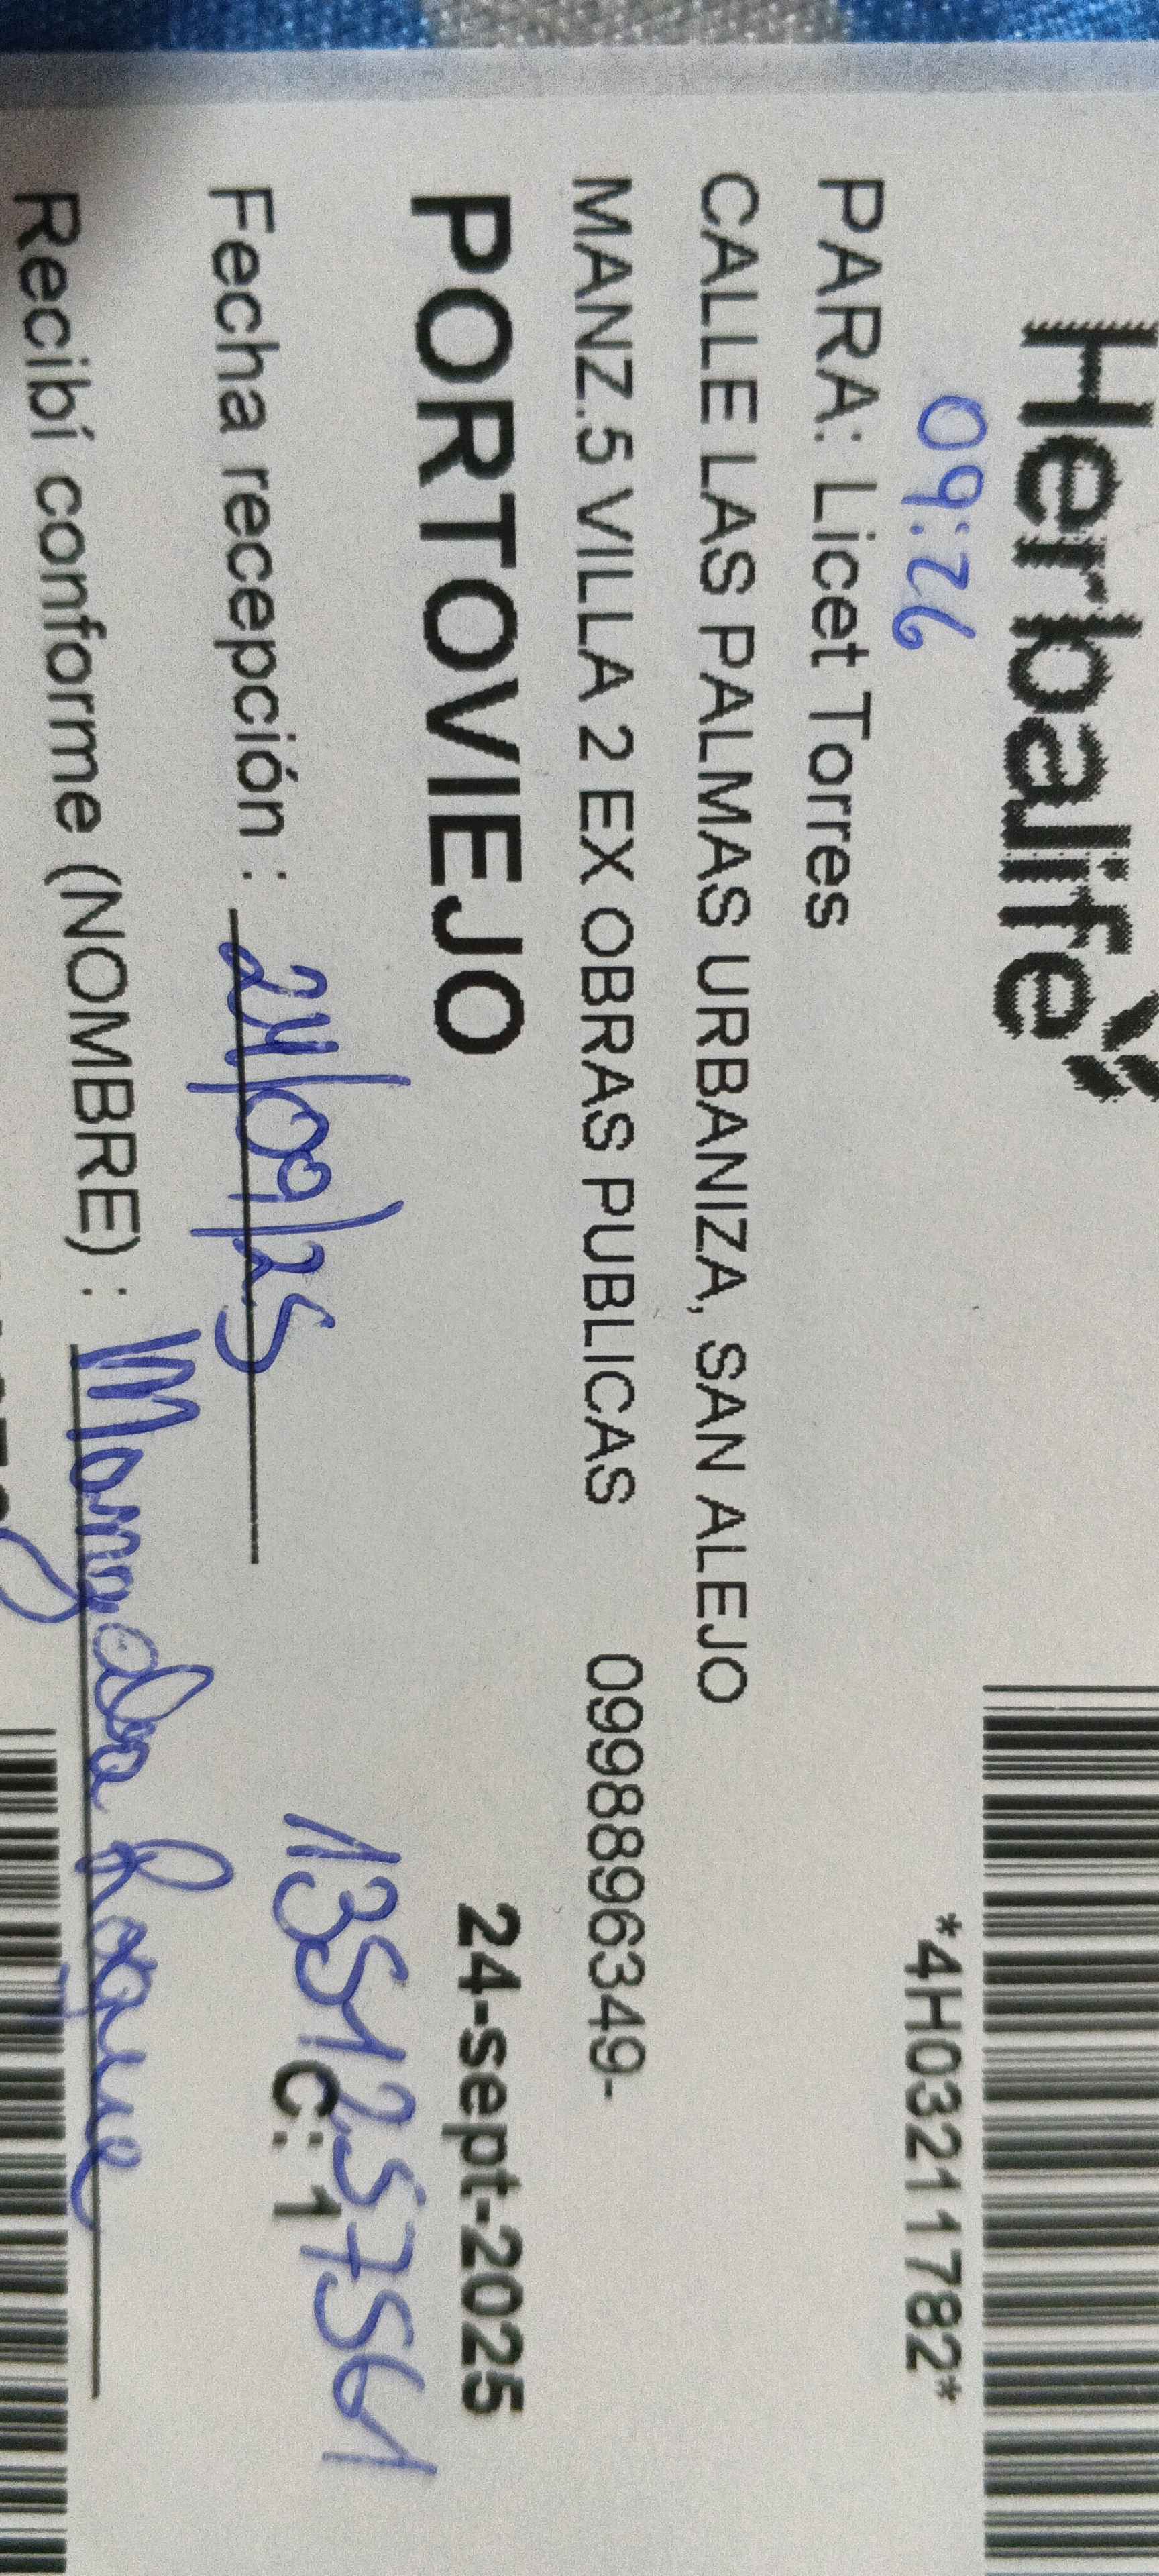 Herbalife
09:26
*4H03211782*
PARA: Licet Torres
CALLE LAS PALMAS URBANIZA, SAN ALEJO
MANZ.5 VILLA 2 EX OBRAS PUBLICAS 0998896349-
PORTOVIEJO 24-sept-2025
Fecha recepción : 24/09/25 1351257561
C: 1
Recibí conforme (NOMBRE) :